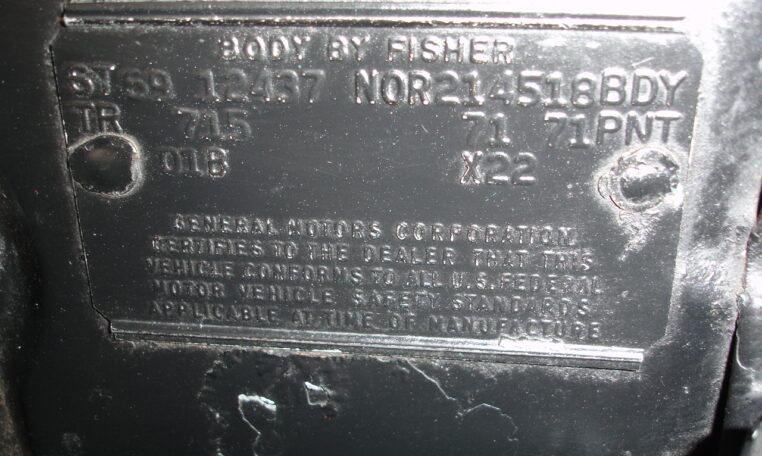 BODY BY FISHER
ST69 12437 NOR214518BDY
TR 715 71 71PNT
01B X22
GENERAL MOTORS CORPORATION
CERTIFIES TO THE DEALER THAT THIS
VEHICLE CONFORMS TO ALL U.S. FEDERAL
MOTOR VEHICLE SAFETY STANDARDS
APPLICABLE AT TIME OF MANUFACTURE